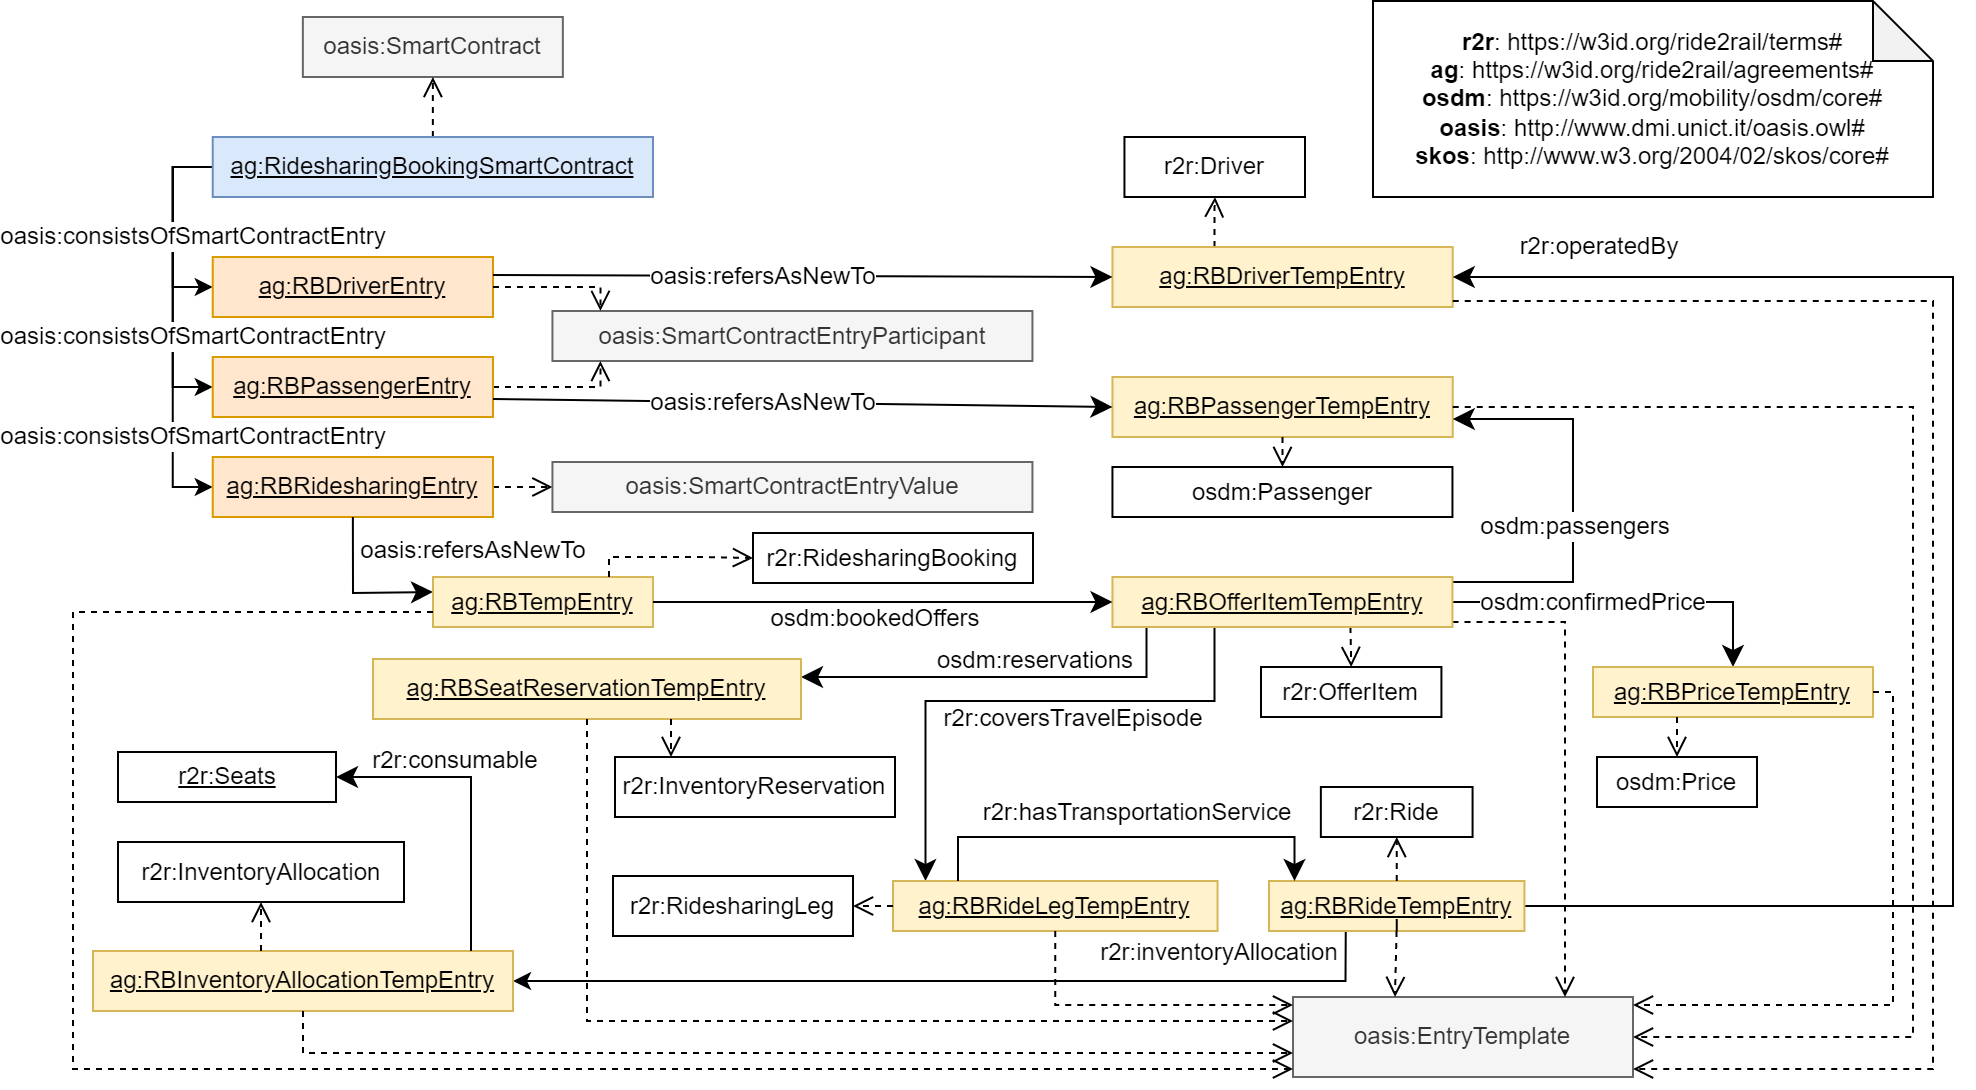 oasis:SmartContract
r2r: https://w3id.org/ride2rail/terms#
ag: https://w3id.org/ride2rail/agreements#
osdm: https://w3id.org/mobility/osdm/core#
oasis: http://www.dmi.unict.it/oasis.owl#
skos: http://www.w3.org/2004/02/skos/core#
ag:RidesharingBookingSmartContract
r2r:Driver
oasis:consistsOfSmartContractEntry
r2r:operatedBy
ag:RBDriverEntry
oasis:refersAsNewTo
ag:RBDriverTempEntry
oasis:consistsOfSmartContractEntry
oasis:SmartContractEntryParticipant
ag:RBPassengerEntry
oasis:refersAsNewTo
ag:RBPassengerTempEntry
oasis:consistsOfSmartContractEntry
ag:RBRidesharingEntry
oasis:SmartContractEntryValue
osdm:Passenger
osdm:passengers
oasis:refersAsNewTo
r2r:RidesharingBooking
ag:RBTempEntry
osdm:bookedOffers
ag:RBOfferItemTempEntry
osdm:confirmedPrice
osdm:reservations
ag:RBSeatReservationTempEntry
r2r:OfferItem
ag:RBPriceTempEntry
r2r:coversTravelEpisode
r2r:consumable
r2r:Seats
r2r:InventoryReservation
osdm:Price
r2r:hasTransportationService
r2r:Ride
r2r:InventoryAllocation
r2r:RidesharingLeg
ag:RBRideLegTempEntry
ag:RBRideTempEntry
r2r:inventoryAllocation
ag:RBInventoryAllocationTempEntry
oasis:EntryTemplate